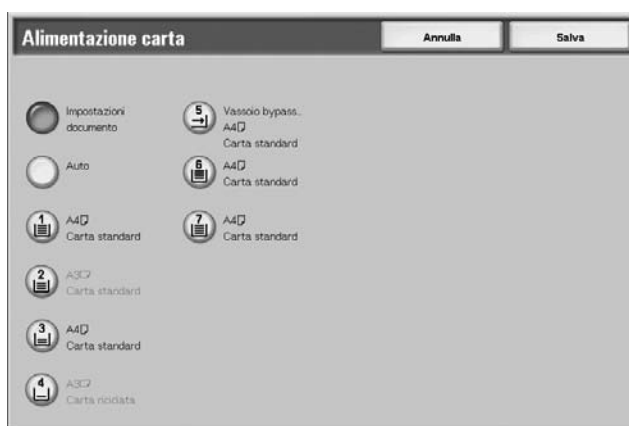 Alimentazione carta
Annulla
Salva
Impostazioni
documento
Auto
1
A4
Carta standard
2
A3
Carta standard
3
A4
Carta standard
4
A3
Carta riciclata
5
Vassoio bypass..
A4
Carta standard
6
A4
Carta standard
7
A4
Carta standard